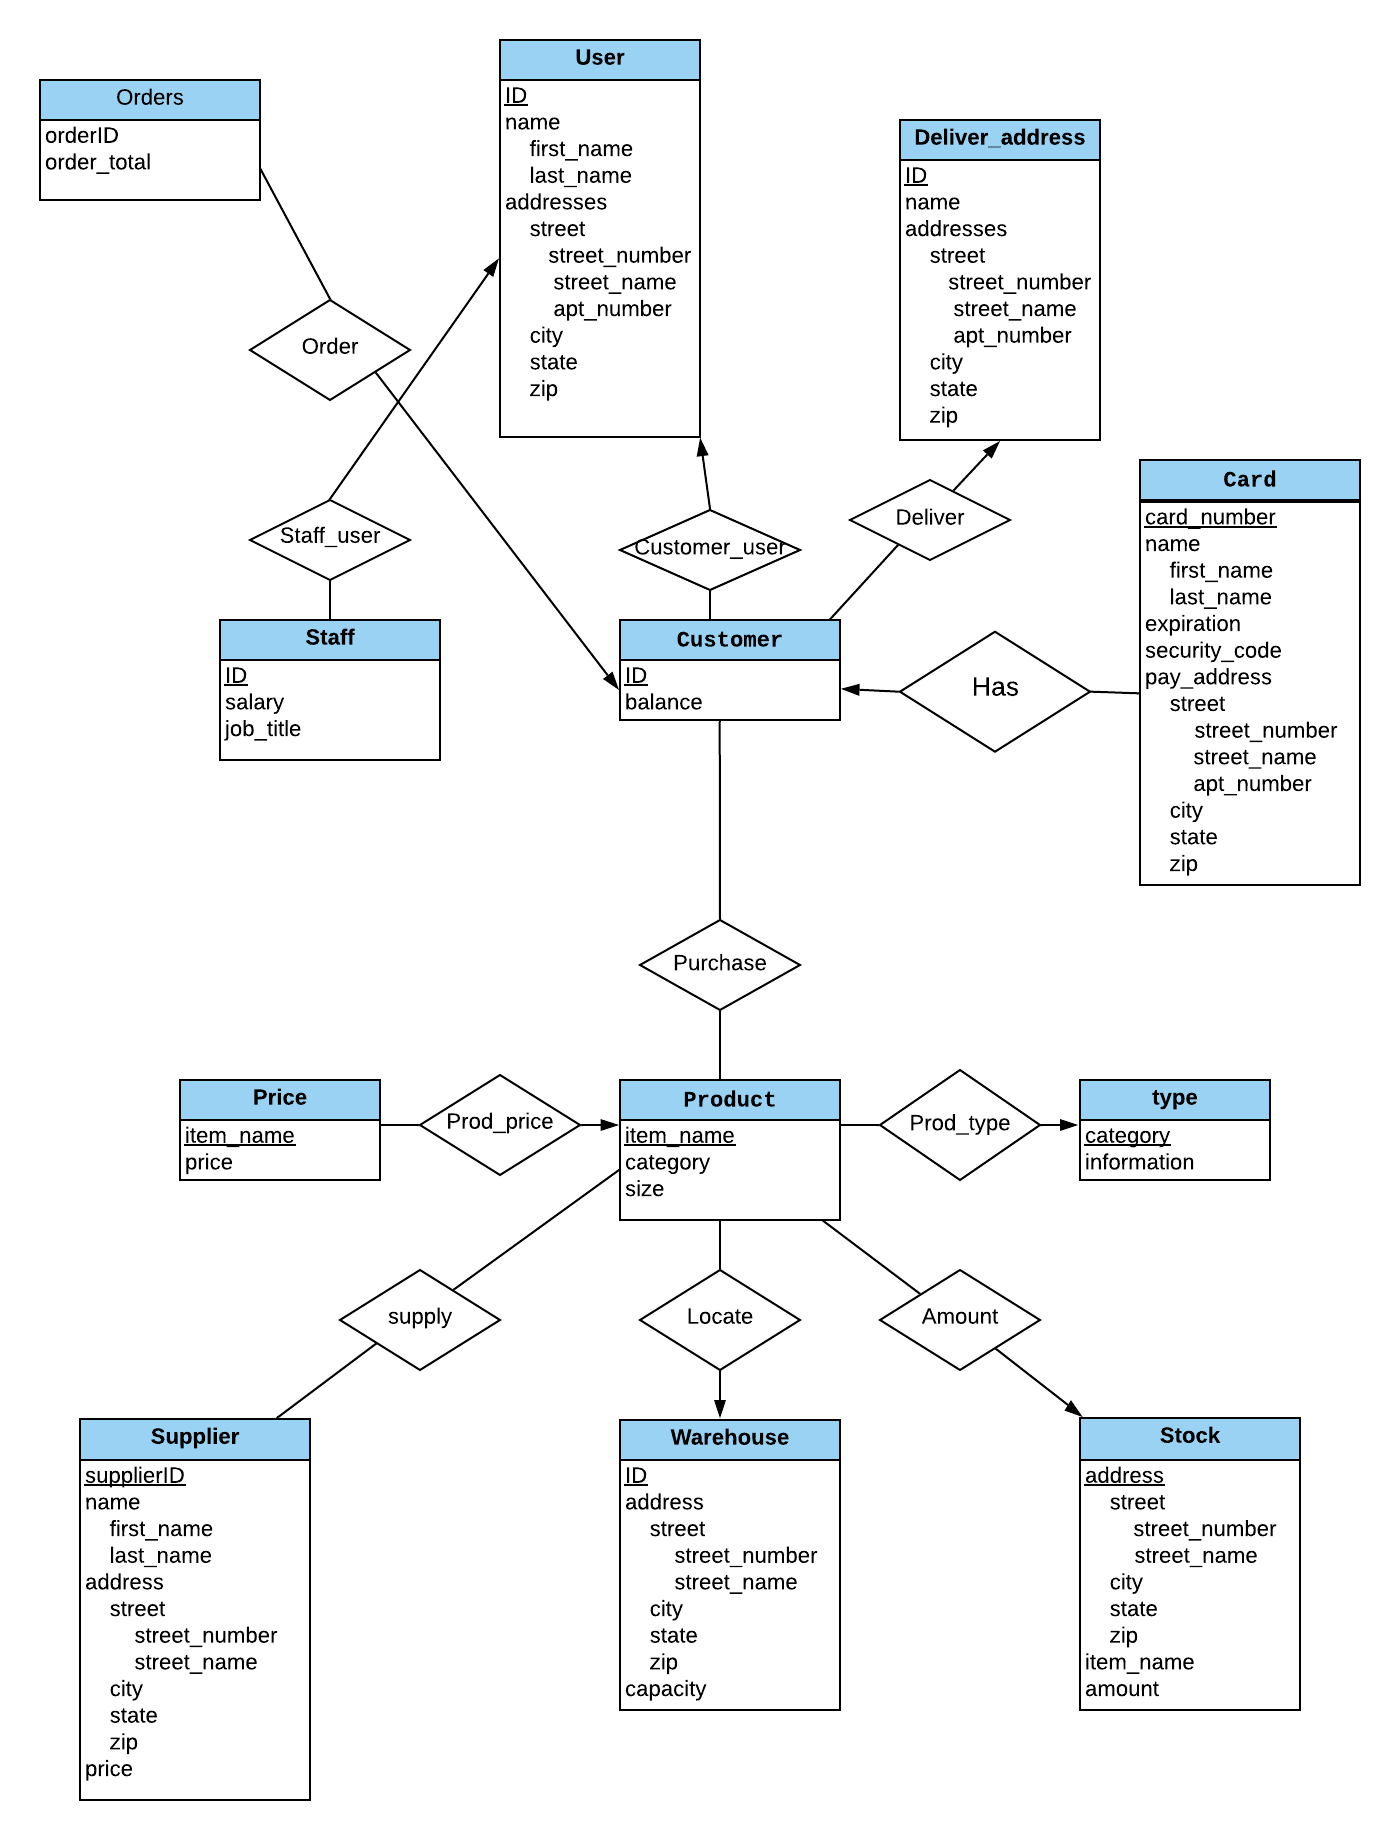 Orders
orderID
order_total
User
ID
name
first_name
last_name
addresses
street
street_number
street_name
apt_number
city
state
zip
Deliver_address
ID
name
addresses
street
street_number
street_name
apt_number
city
state
zip
Order
Card
card_number
name
first_name
last_name
expiration
security_code
pay_address
street
street_number
street_name
apt_number
city
state
zip
Staff_user
Customer_user
Deliver
Staff
ID
salary
job_title
Customer
ID
balance
Has
Purchase
Price
item_name
price
Prod_price
Product
item_name
category
size
Prod_type
type
category
information
supply
Locate
Amount
Supplier
supplierID
name
first_name
last_name
address
street
street_number
street_name
city
state
zip
price
Warehouse
ID
address
street
street_number
street_name
city
state
zip
capacity
Stock
address
street
street_number
street_name
city
state
zip
item_name
amount